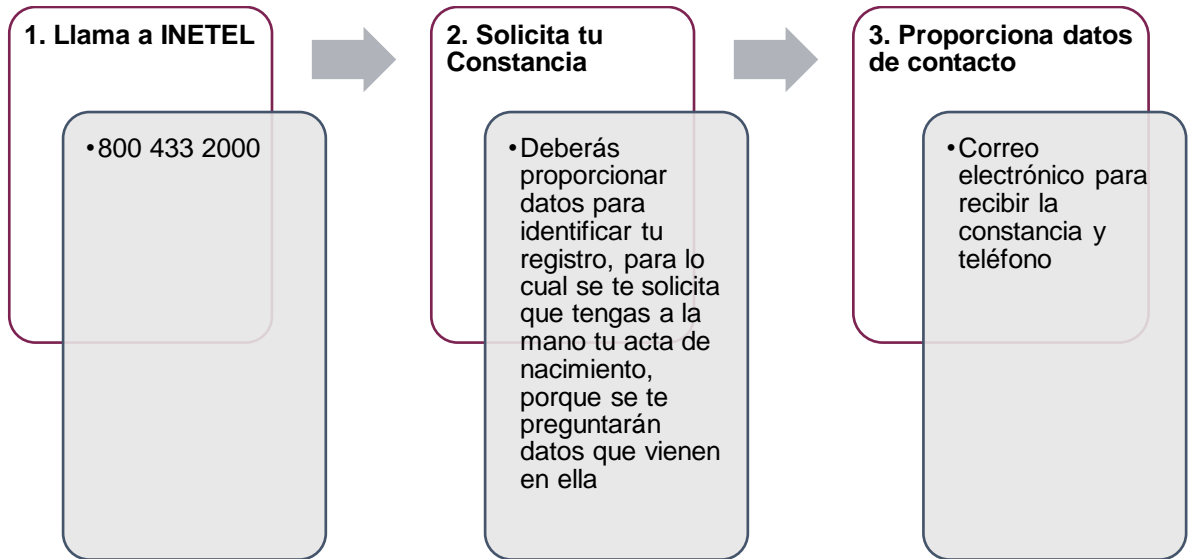 1. Llama a INETEL
•800 433 2000
2. Solicita tu
Constancia
•Deberás
proporcionar
datos para
identificar tu
registro, para lo
cual se te solicita
que tengas a la
mano tu acta de
nacimiento,
porque se te
preguntarán
datos que vienen
en ella
3. Proporciona datos
de contacto
•Correo
electrónico para
recibir la
constancia y
teléfono